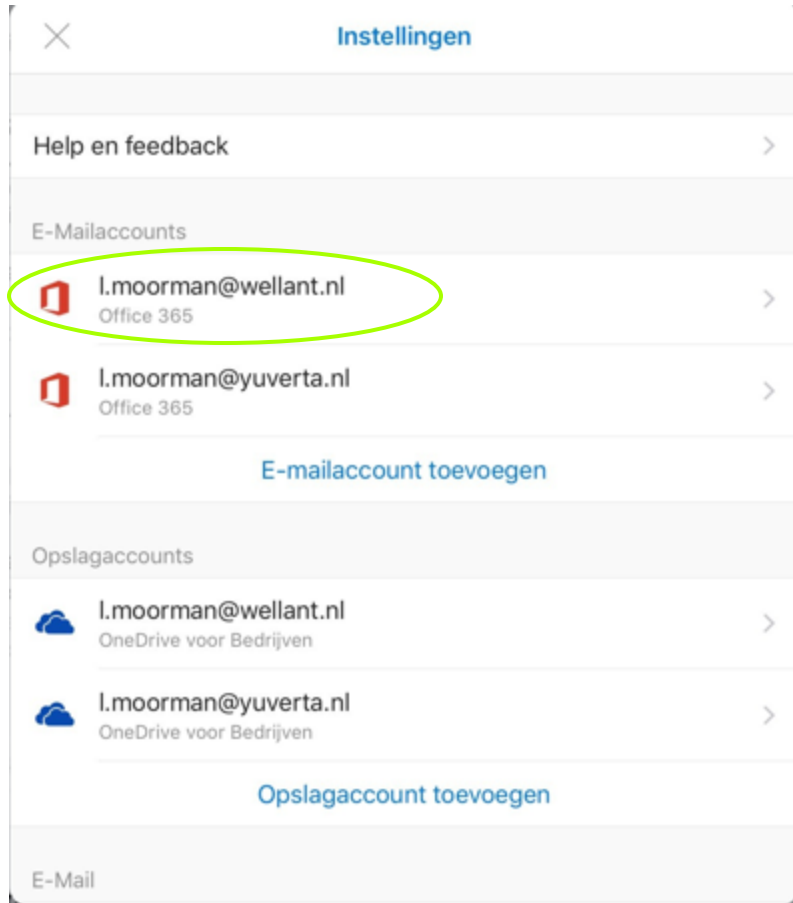 Instellingen
Help en feedback
E-Mailaccounts
l.moorman@wellant.nl
Office 365
l.moorman@yuverta.nl
Office 365
E-mailaccount toevoegen
Opslagaccounts
l.moorman@wellant.nl
OneDrive voor Bedrijven
l.moorman@yuverta.nl
OneDrive voor Bedrijven
Opslagaccount toevoegen
E-Mail